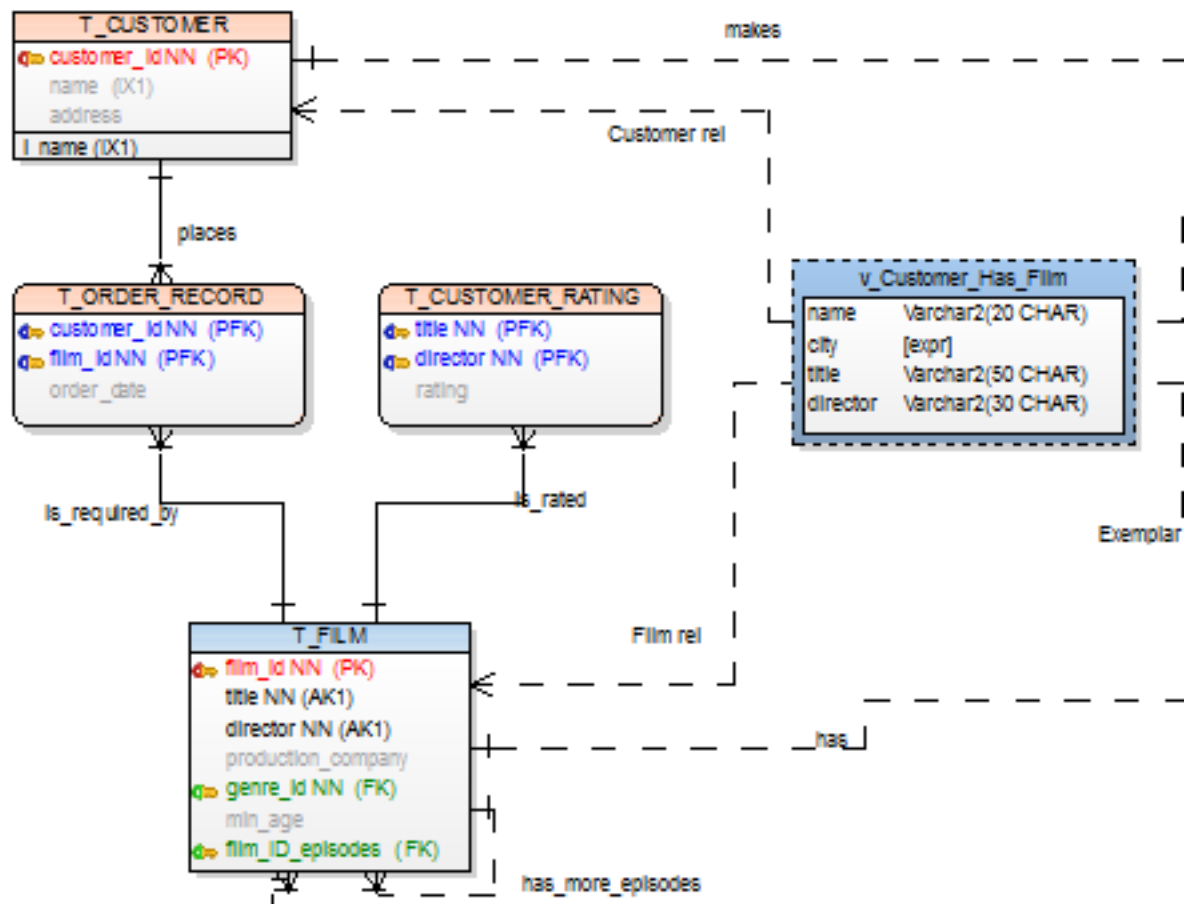 T_CUSTOMER
customer_id NN (PK)
name (IX1)
address
I_name (IX1)
makes
Customer rel
places
T_ORDER_RECORD
customer_id NN (PFK)
film_id NN (PFK)
order_date
T_CUSTOMER_RATING
title NN (PFK)
director NN (PFK)
rating
v_Customer_Has_Film
name Varchar2(20 CHAR)
city [expr]
title Varchar2(50 CHAR)
director Varchar2(30 CHAR)
is_required_by
is_rated
Exemplar
T_FILM
film_id NN (PK)
title NN (AK1)
director NN (AK1)
production_company
genre_id NN (FK)
min_age
film_ID_episodes (FK)
Film rel
has
has_more_episodes